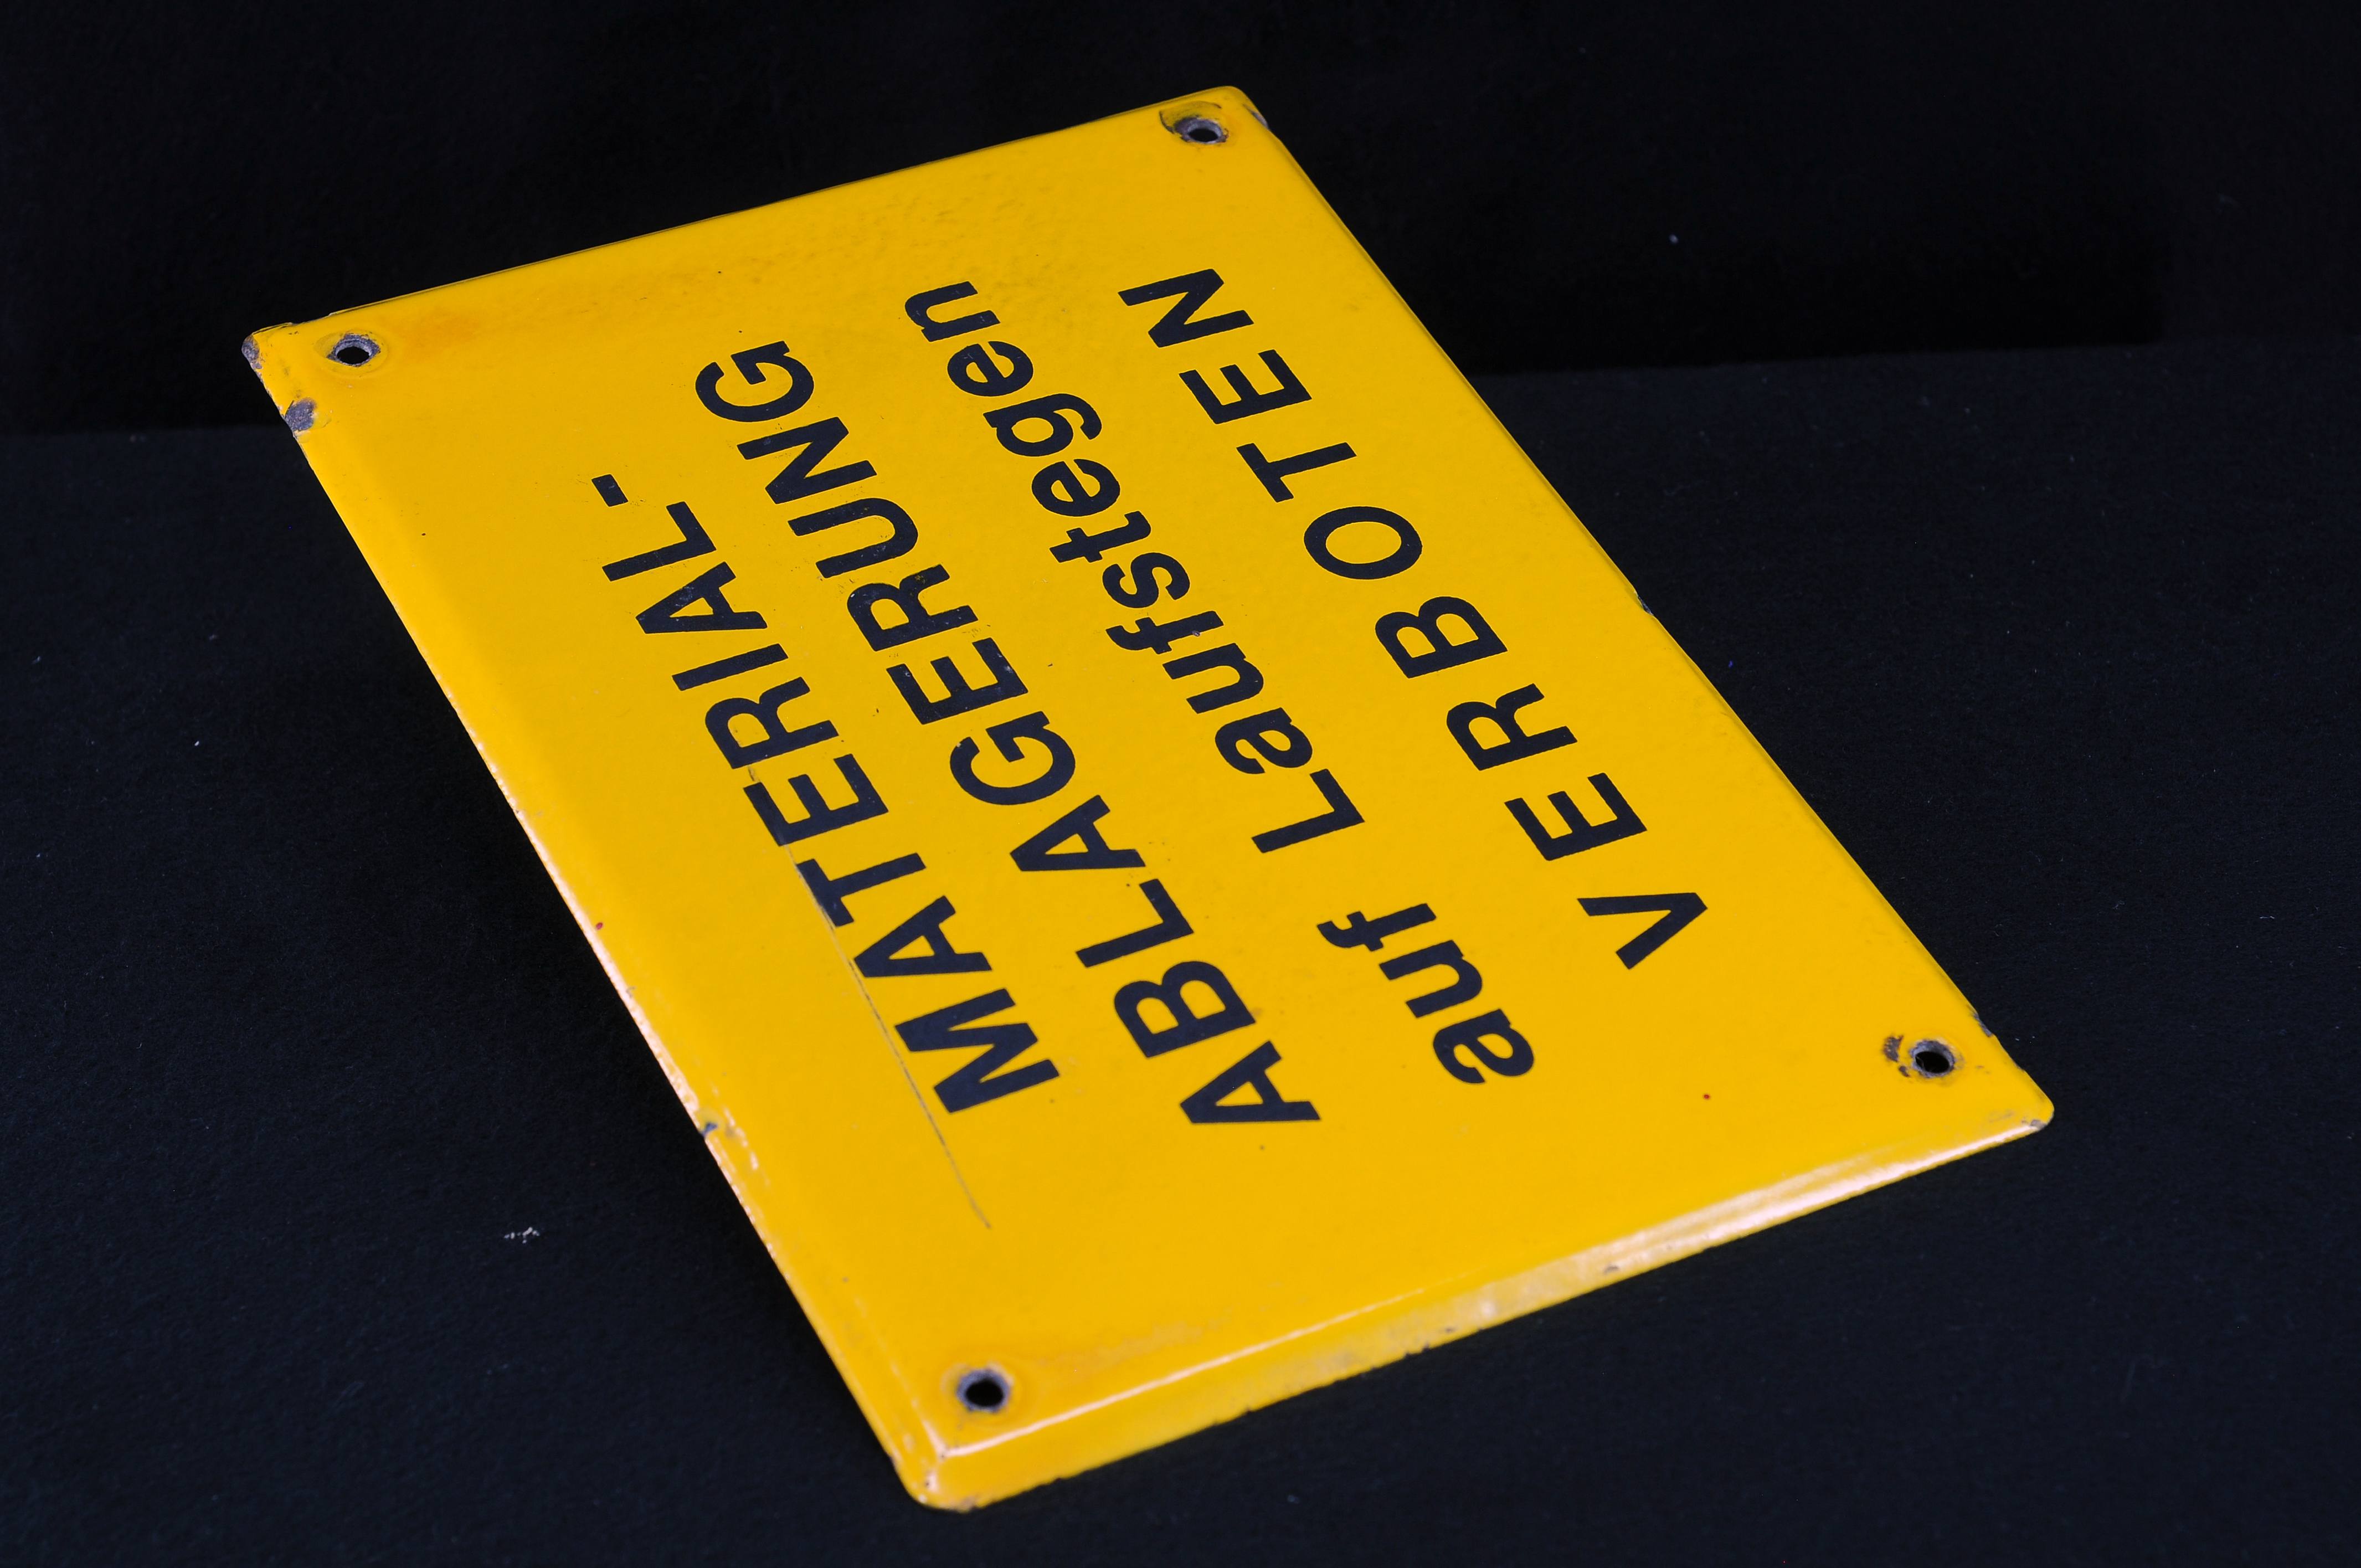 MATERIAL-
ABLAGERUNG
auf Laufstegen
VERBOTEN